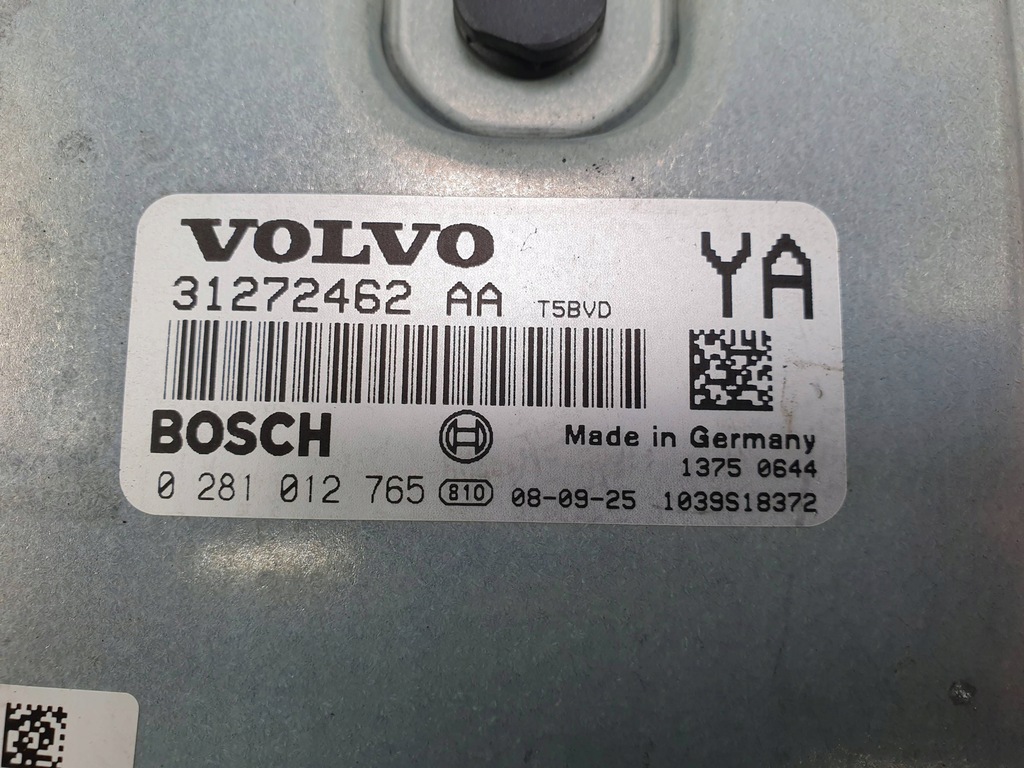 VOLVO
31272462 AA T5BVD
YA
BOSCH
Made in Germany
1375 0644
0 281 012 765 810 08-09-25 1039S18372